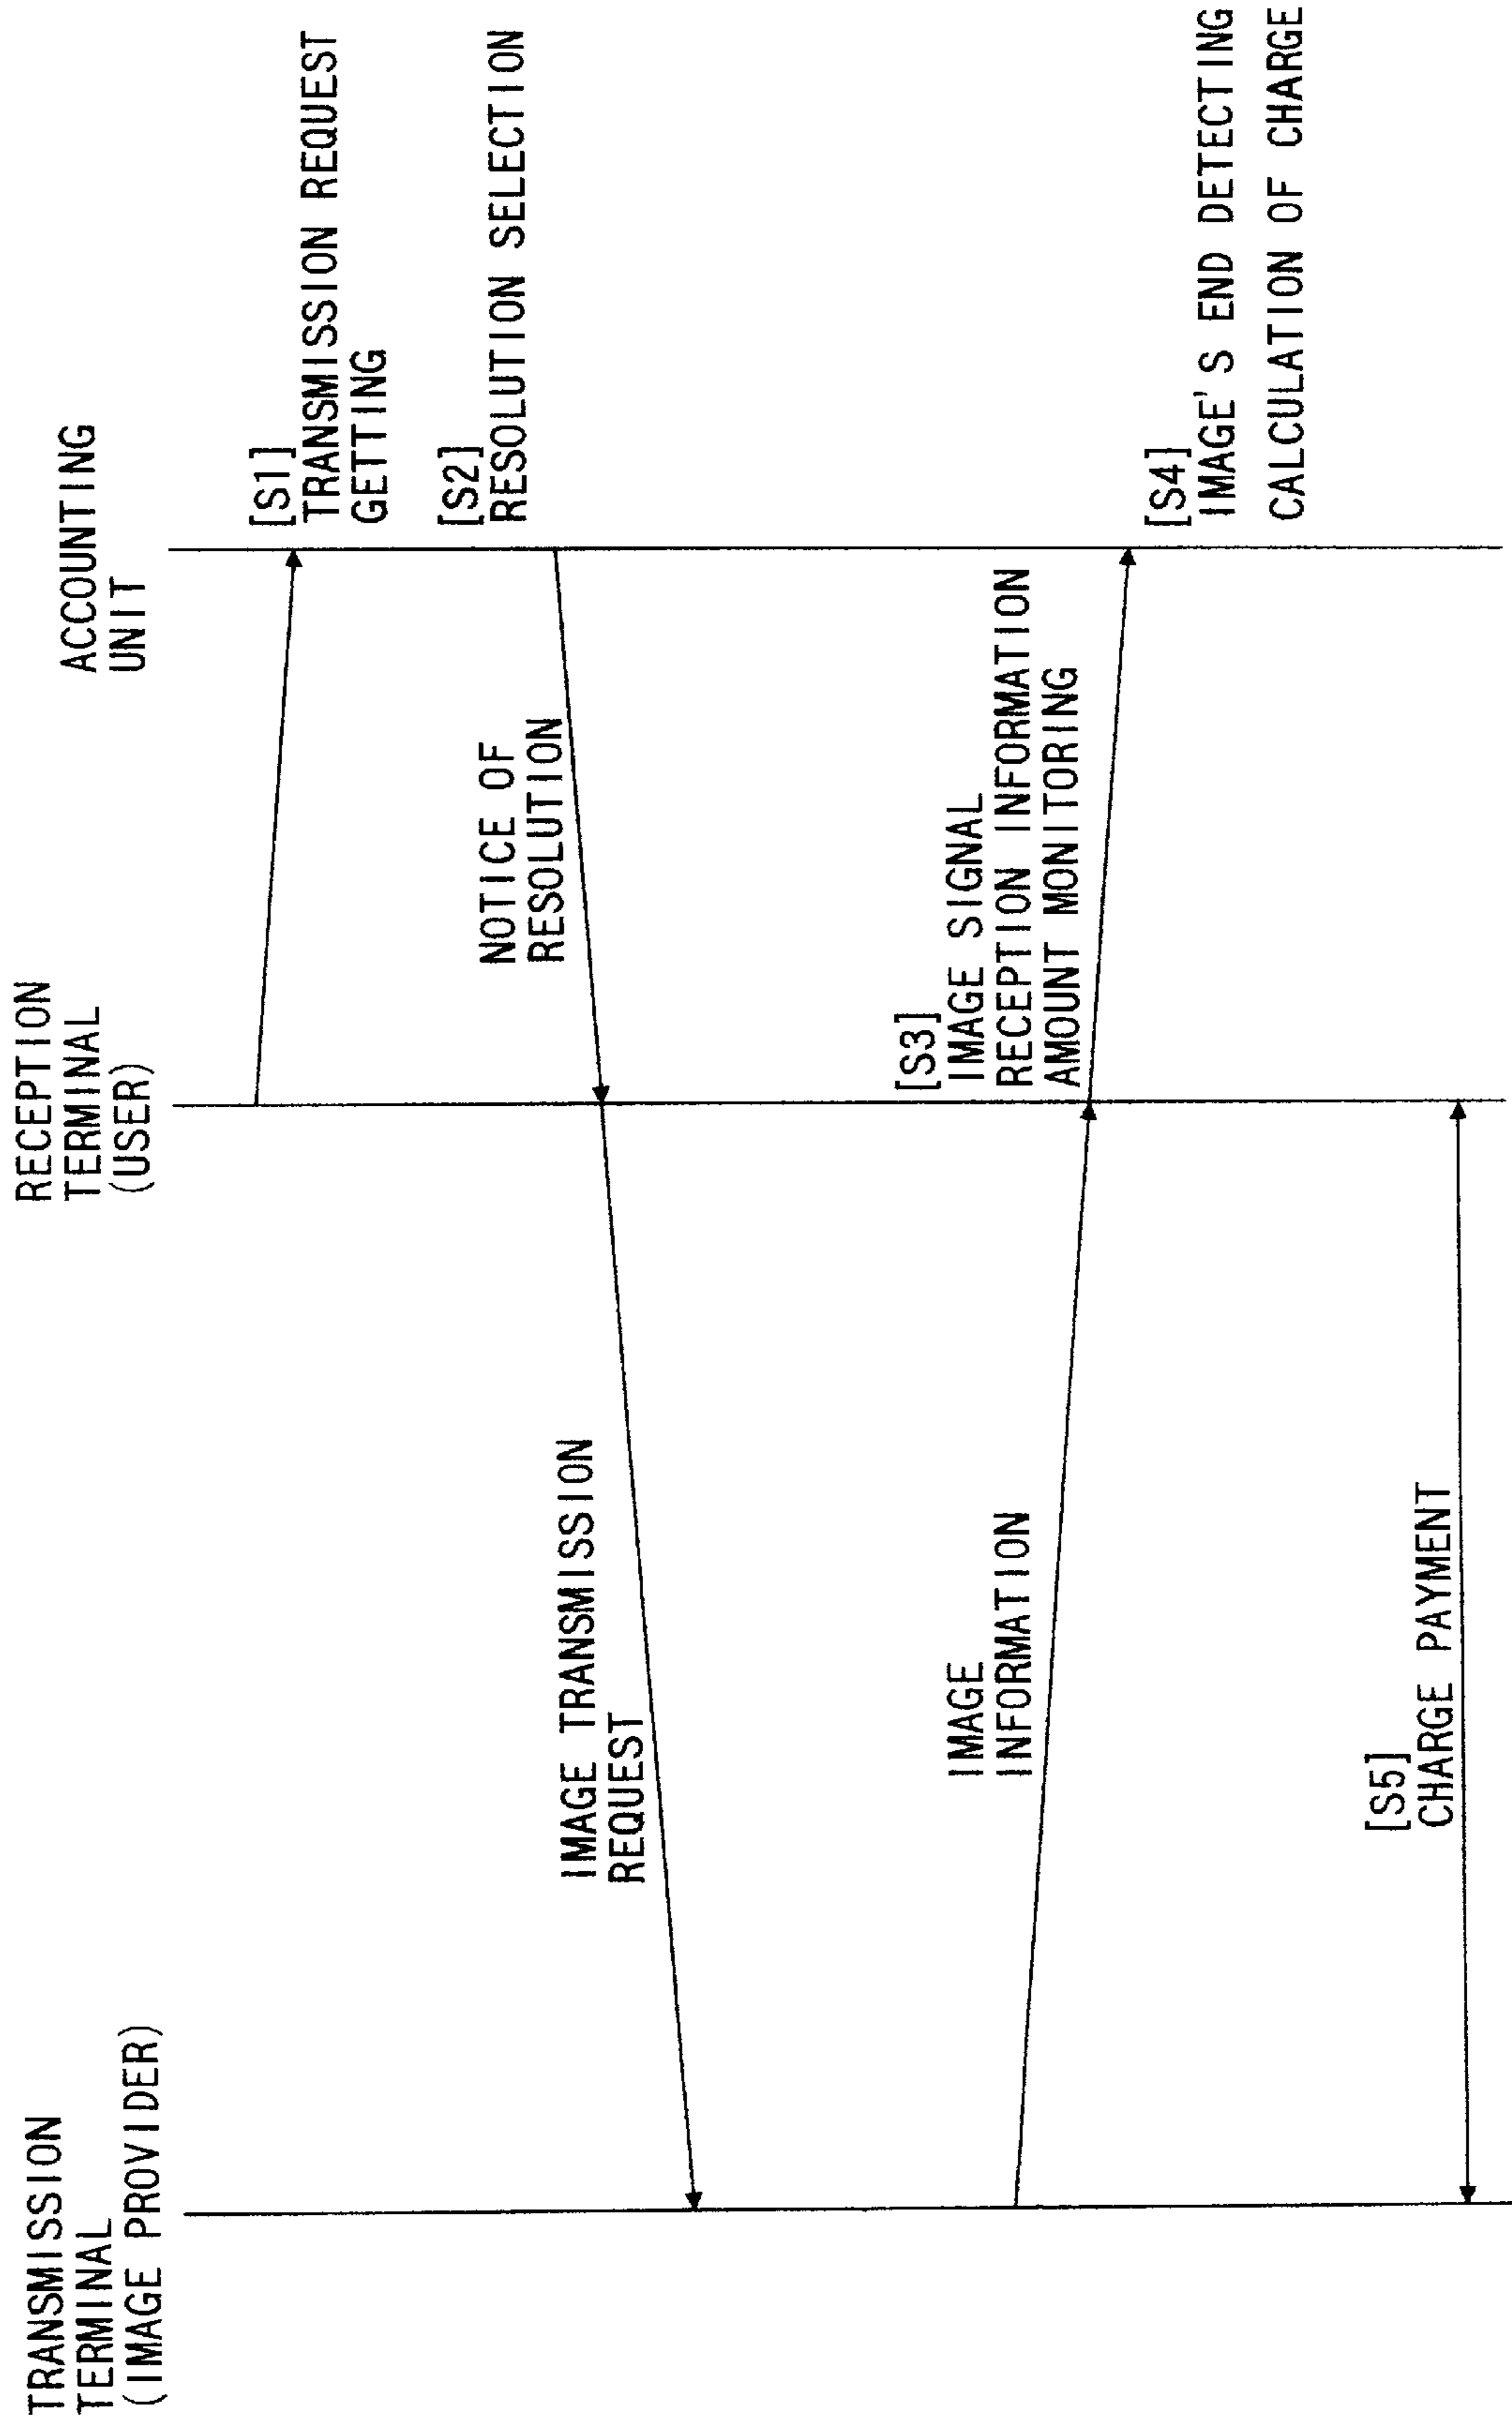 TRANSMISSION
TERMINAL
(IMAGE PROVIDER)
RECEPTION
TERMINAL
(USER)
ACCOUNTING
UNIT
[S1]
TRANSMISSION REQUEST
GETTING
[S2]
RESOLUTION SELECTION
NOTICE OF
RESOLUTION
IMAGE TRANSMISSION
REQUEST
IMAGE
INFORMATION
[S3]
IMAGE SIGNAL
RECEPTION INFORMATION
AMOUNT MONITORING
[S4]
IMAGE'S END DETECTING
CALCULATION OF CHARGE
[S5]
CHARGE PAYMENT